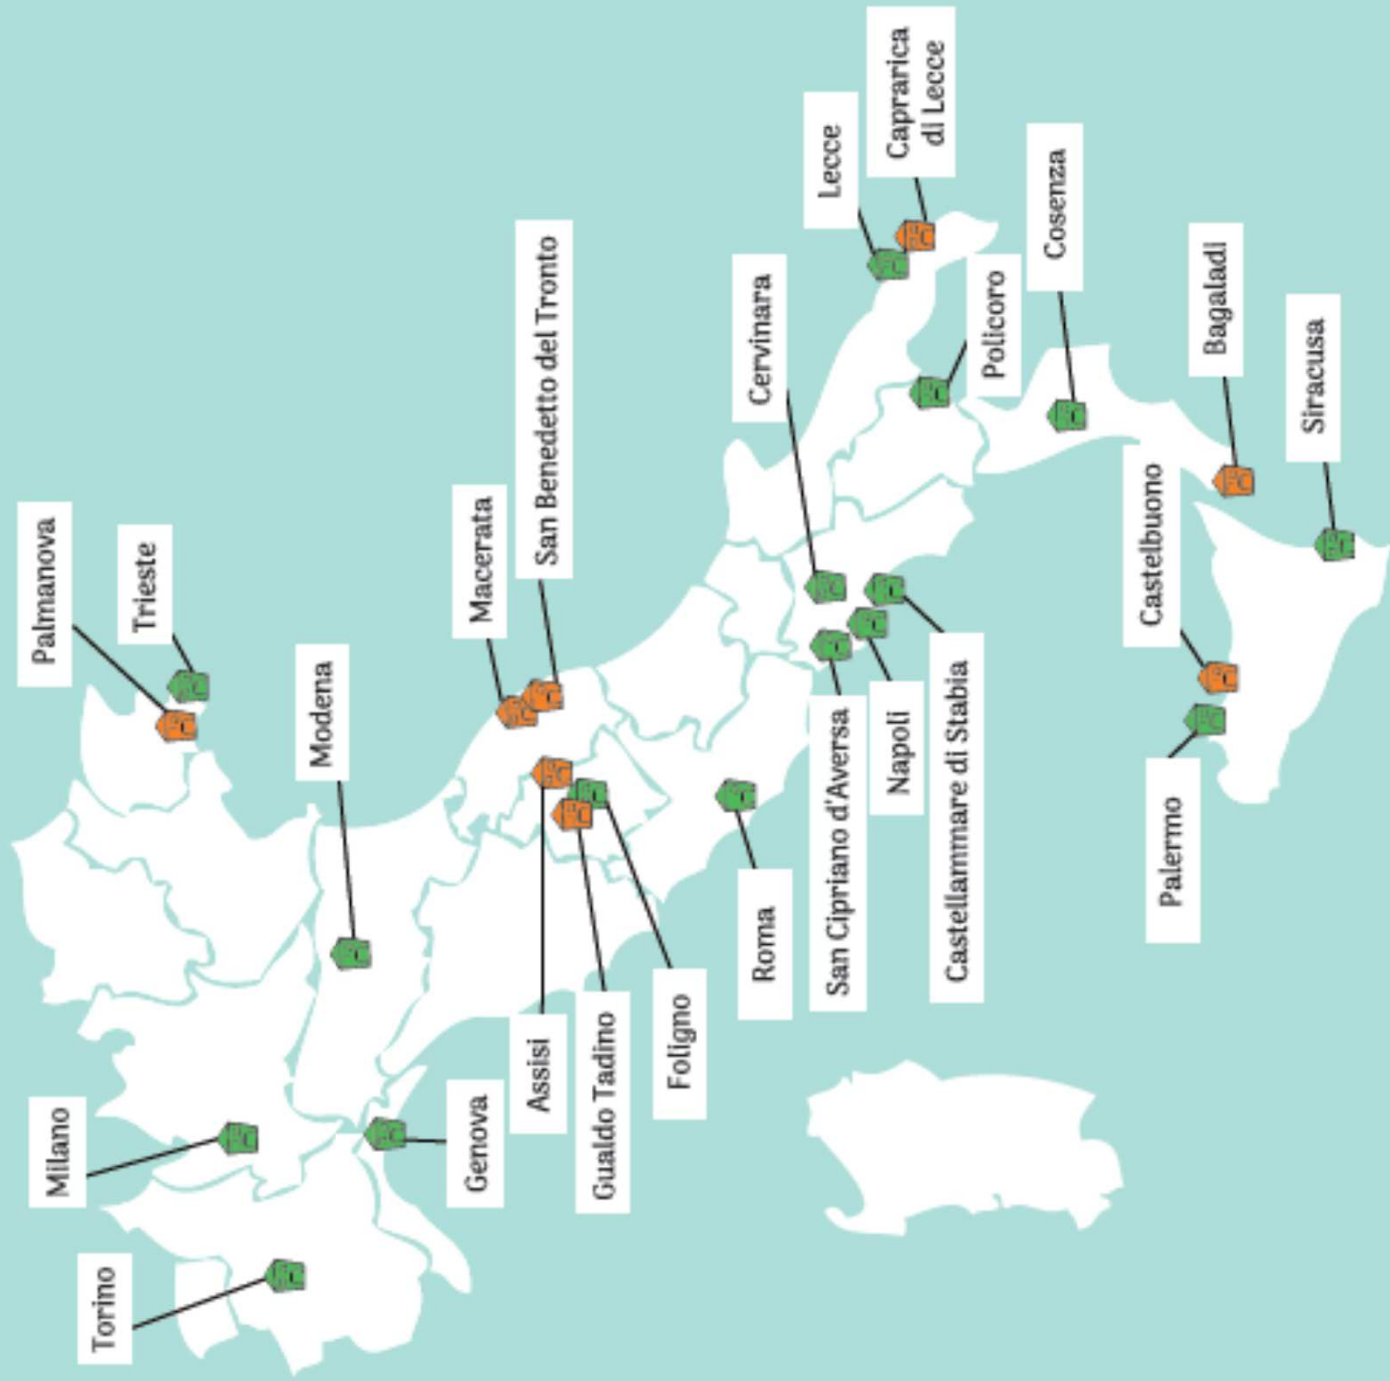 Torino
Milano
Palmanova
Trieste
Modena
Genova
Macerata
San Benedetto del Tronto
Assisi
Gualdo Tadino
Foligno
Roma
Cervinara
Lecce
Caprarica
di Lecce
San Cipriano d'Aversa
Napoli
Castellammare di Stabia
Policoro
Cosenza
Castelbuono
Bagaladi
Palermo
Siracusa